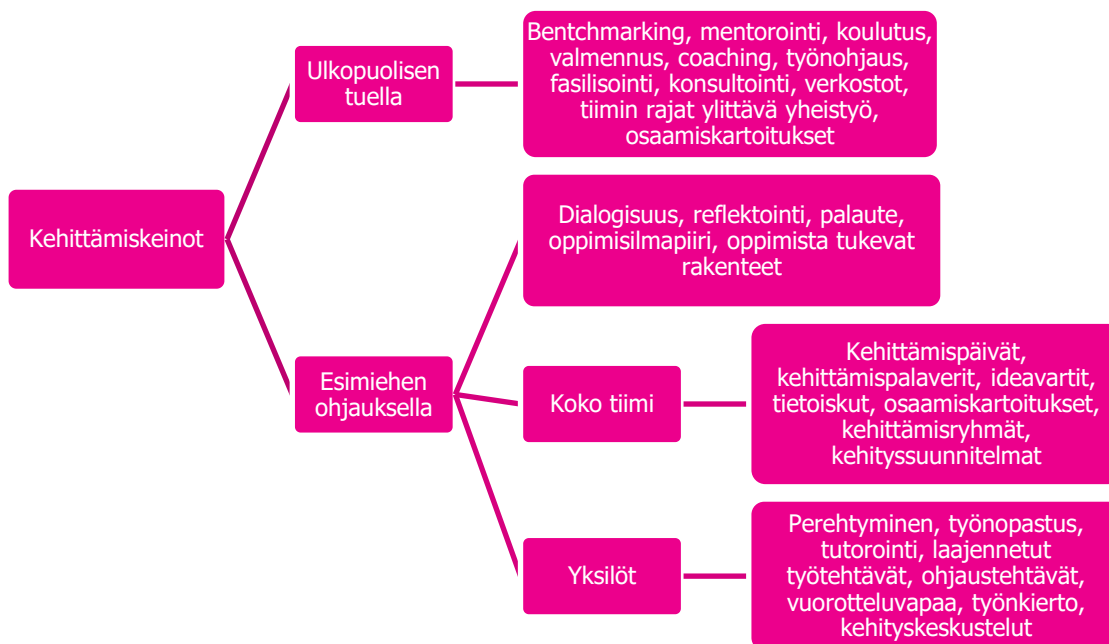 Kehittämiskeinot
Ulkopuolisen
tuella
Bentchmarking, mentorointi, koulutus,
valmennus, coaching, työnohjaus,
fasilisointi, konsultointi, verkostot,
tiimin rajat ylittävä yheistyö,
osaamiskartoitukset
Esimiehen
ohjauksella
Dialogisuus, reflektointi, palaute,
oppimisilmapiiri, oppimista tukevat
rakenteet
Koko tiimi
Kehittämispäivät,
kehittämispalaverit, ideavartit,
tietoiskut, osaamiskartoitukset,
kehittämisryhmät,
kehityssuunnitelmat
Yksilöt
Perehtyminen, työnopastus,
tutorointi, laajennetut
työtehtävät, ohjaustehtävät,
vuorotteluvapaa, työnkierto,
kehityskeskustelut